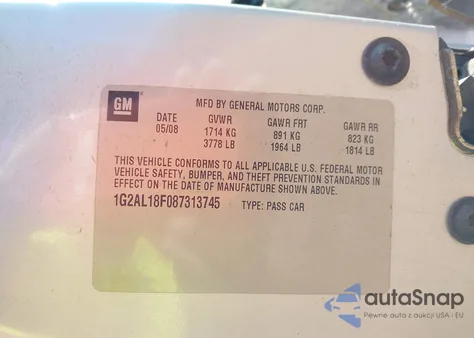 GM
MFD BY GENERAL MOTORS CORP.
DATE GVWR GAWR FRT GAWR RR
05/08 1714 KG 891 KG 823 KG
3778 LB 1964 LB 1814 LB
THIS VEHICLE CONFORMS TO ALL APPLICABLE U.S. FEDERAL MOTOR
VEHICLE SAFETY, BUMPER, AND THEFT PREVENTION STANDARDS IN
EFFECT ON THE DATE OF MANUFACTURE SHOWN ABOVE.
1G2AL18F087313745 TYPE: PASS CAR
autaSnap
Pewne auta z aukcji USA - EU